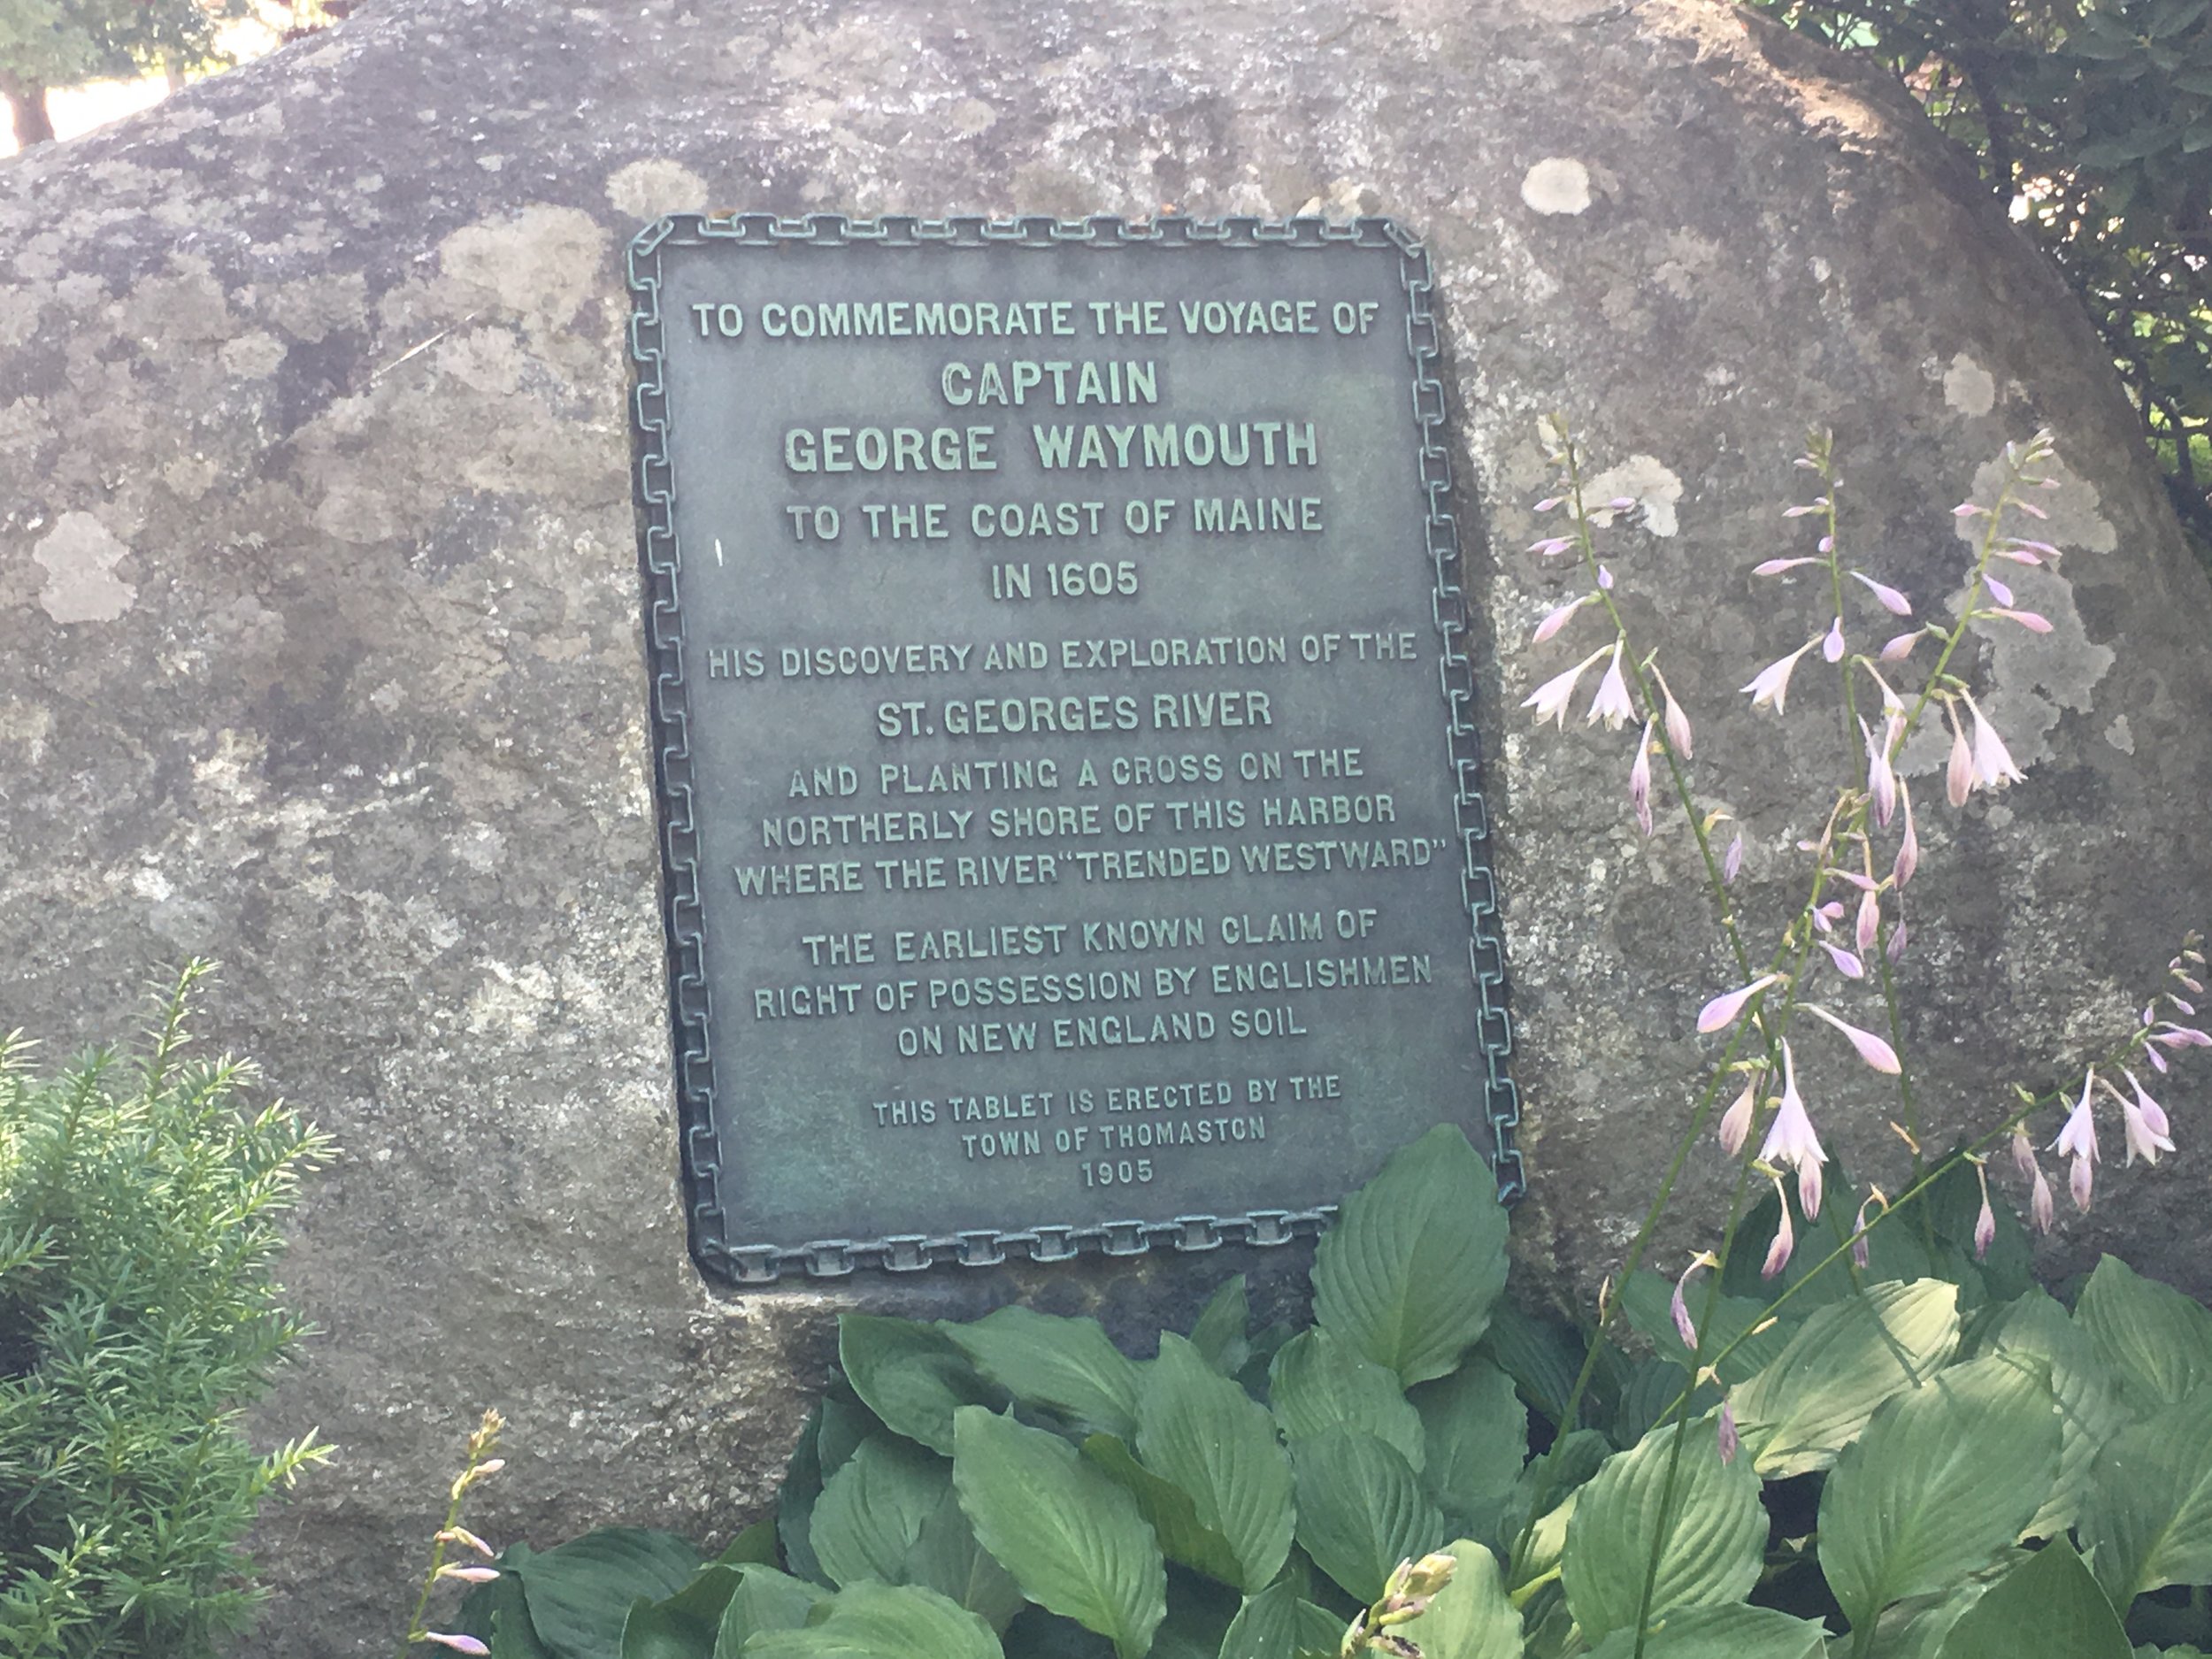 TO COMMEMORATE THE VOYAGE OF
CAPTAIN
GEORGE WAYMOUTH
TO THE COAST OF MAINE
IN 1605
HIS DISCOVERY AND EXPLORATION OF THE
ST. GEORGES RIVER
AND PLANTING A CROSS ON THE
NORTHERLY SHORE OF THIS HARBOR
WHERE THE RIVER "TRENDED WESTWARD"
THE EARLIEST KNOWN CLAIM OF
RIGHT OF POSSESSION BY ENGLISHMEN
ON NEW ENGLAND SOIL
THIS TABLET IS ERECTED BY THE
TOWN OF THOMASTON
1905